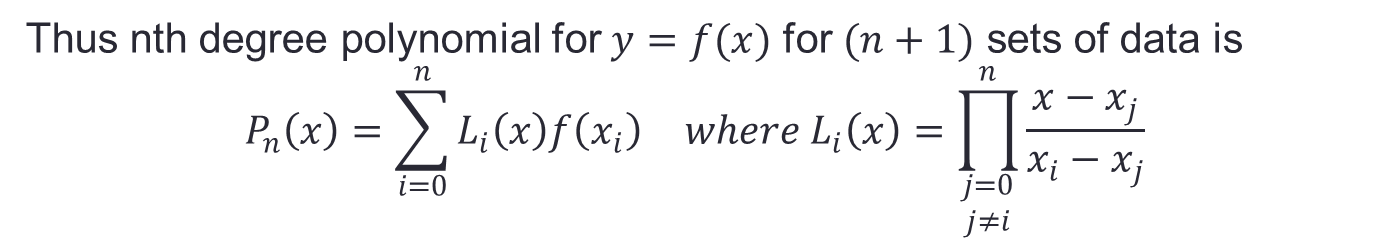 Thus nth degree polynomial for y = f(x) for (n + 1) sets of data is
P_n(x) = \sum_{i=0}^{n} L_i(x)f(x_i) where L_i(x) = \prod_{j=0, j≠i}^{n} \frac{x − x_j}{x_i − x_j}